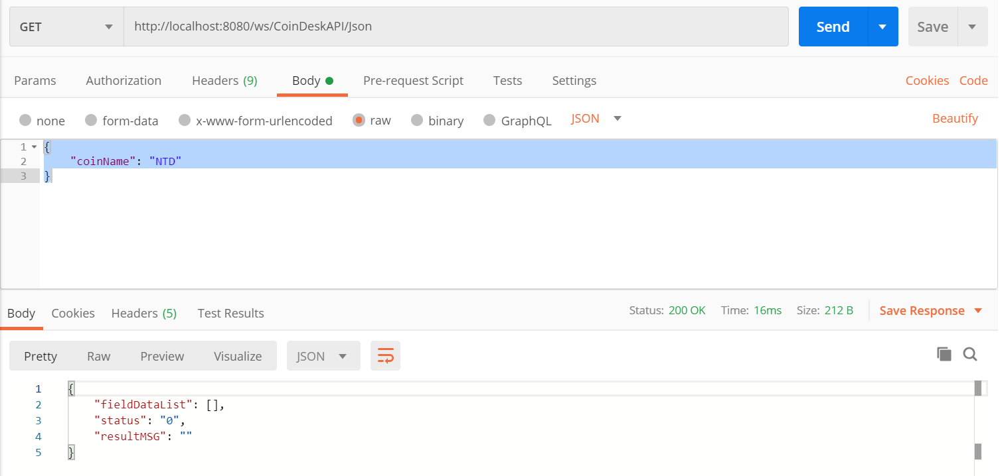 GET http://localhost:8080/ws/CoinDeskAPI/Json Send Save
Params Authorization Headers (9) Body Pre-request Script Tests Settings Cookies Code
none form-data x-www-form-urlencoded raw binary GraphQL JSON Beautify
1 {
2 "coinName": "NTD"
3 }
Body Cookies Headers (5) Test Results Status: 200 OK Time: 16ms Size: 212 B Save Response
Pretty Raw Preview Visualize JSON
1 {
2 "fieldDataList": [],
3 "status": "0",
4 "resultMSG": ""
5 }